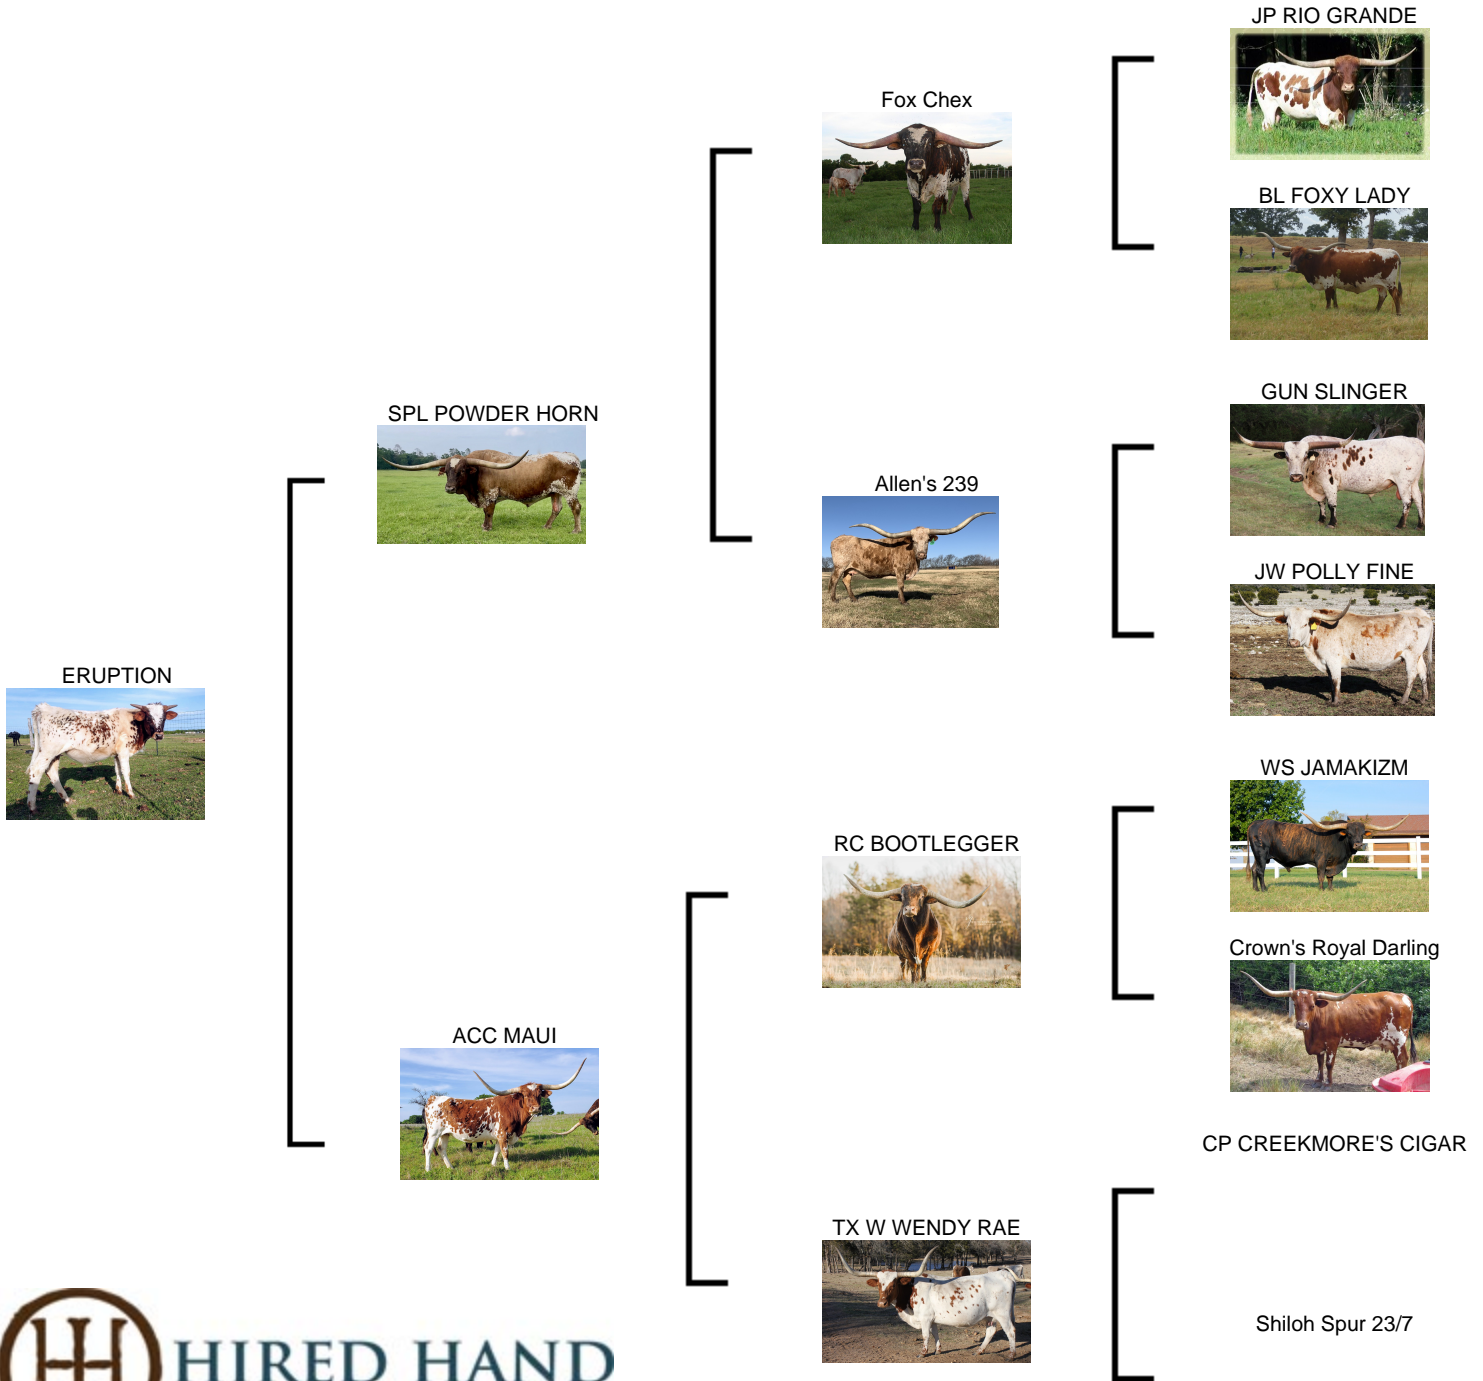 JP RIO GRANDE
Fox Chex
BL FOXY LADY
GUN SLINGER
SPL POWDER HORN
Allen's 239
JW POLLY FINE
ERUPTION
WS JAMAKIZM
RC BOOTLEGGER
Crown's Royal Darling
ACC MAUI
CP CREEKMORE'S CIGAR
TX W WENDY RAE
Shiloh Spur 23/7
HIRED HAND